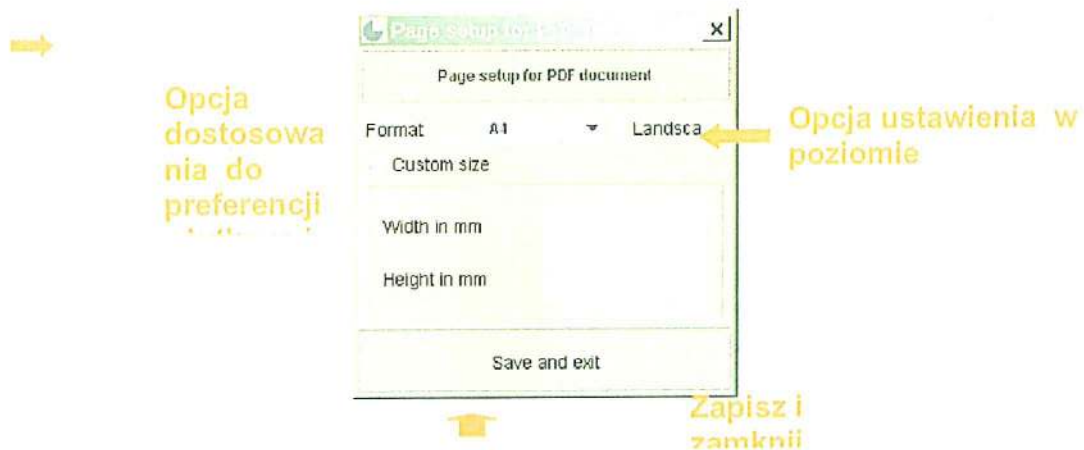 Page setup for PDF document
Opcja
dostosowa
nia do
preferencji
Format A4 Landsca
Opcja ustawienia w
poziomie
Custom size
Width in mm
Height in mm
Save and exit
Zapisz i
zamknij